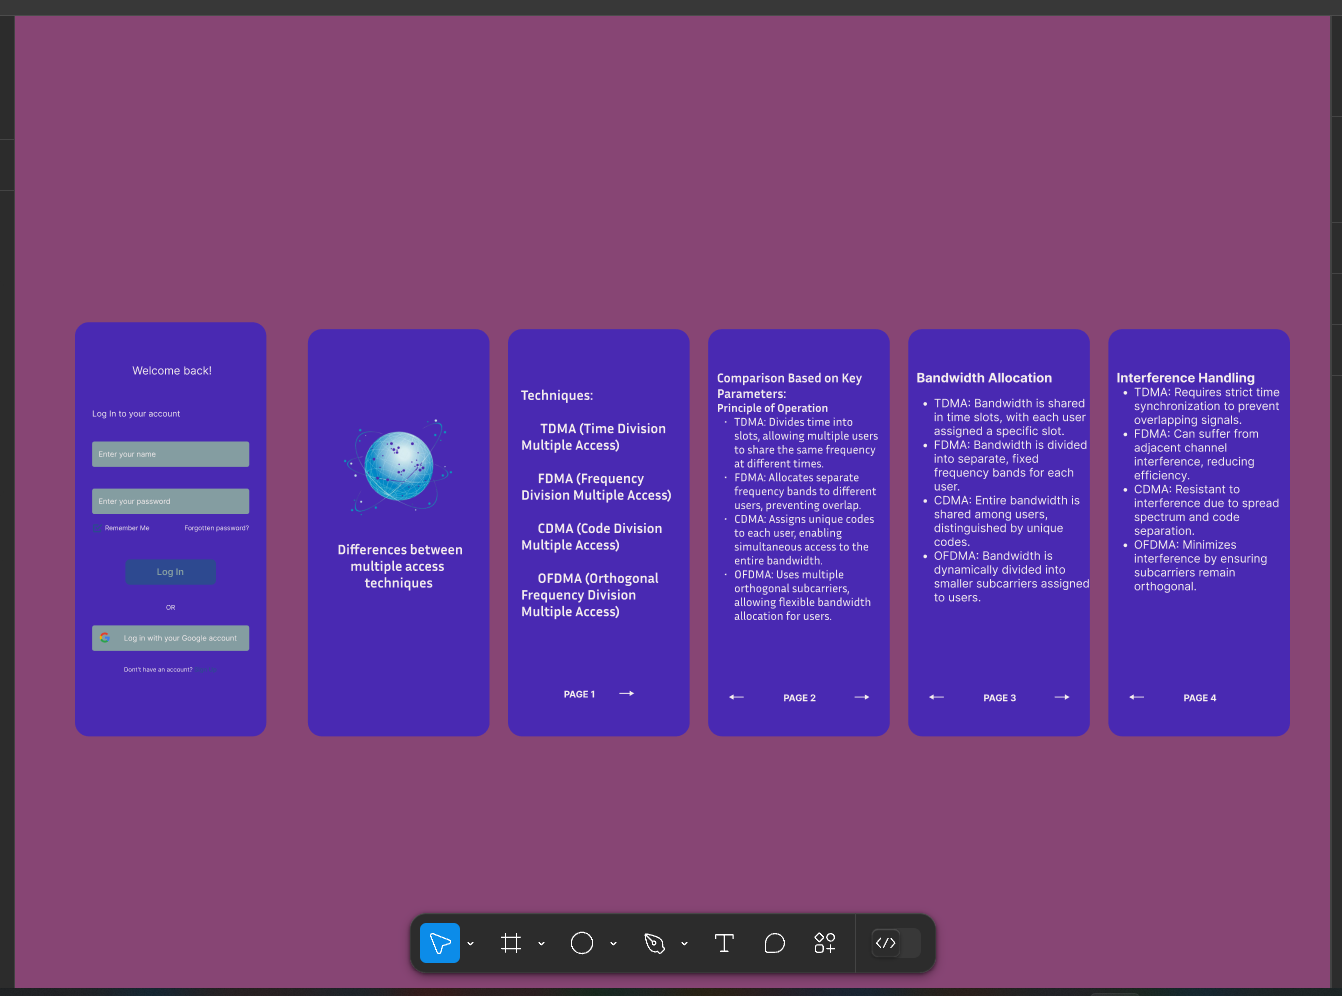 Welcome back!
Log In to your account
Enter your name
Enter your password
Remember Me
Forgotten password?
Log In
OR
Log in with your Google account
Don't have an account?
Differences between
multiple access
techniques
Techniques:
TDMA (Time Division
Multiple Access)
FDMA (Frequency
Division Multiple Access)
CDMA (Code Division
Multiple Access)
OFDMA (Orthogonal
Frequency Division
Multiple Access)
PAGE 1
Comparison Based on Key
Parameters:
Principle of Operation
· TDMA: Divides time into
slots, allowing multiple users
to share the same frequency
at different times.
· FDMA: Allocates separate
frequency bands to different
users, preventing overlap.
· CDMA: Assigns unique codes
to each user, enabling
simultaneous access to the
entire bandwidth.
· OFDMA: Uses multiple
orthogonal subcarriers,
allowing flexible bandwidth
allocation for users.
PAGE 2
Bandwidth Allocation
• TDMA: Bandwidth is shared
in time slots, with each user
assigned a specific slot.
• FDMA: Bandwidth is divided
into separate, fixed
frequency bands for each
user.
• CDMA: Entire bandwidth is
shared among users,
distinguished by unique
codes.
• OFDMA: Bandwidth is
dynamically divided into
smaller subcarriers assigned
to users.
PAGE 3
Interference Handling
• TDMA: Requires strict time
synchronization to prevent
overlapping signals.
• FDMA: Can suffer from
adjacent channel
interference, reducing
efficiency.
• CDMA: Resistant to
interference due to spread
spectrum and code
separation.
• OFDMA: Minimizes
interference by ensuring
subcarriers remain
orthogonal.
PAGE 4